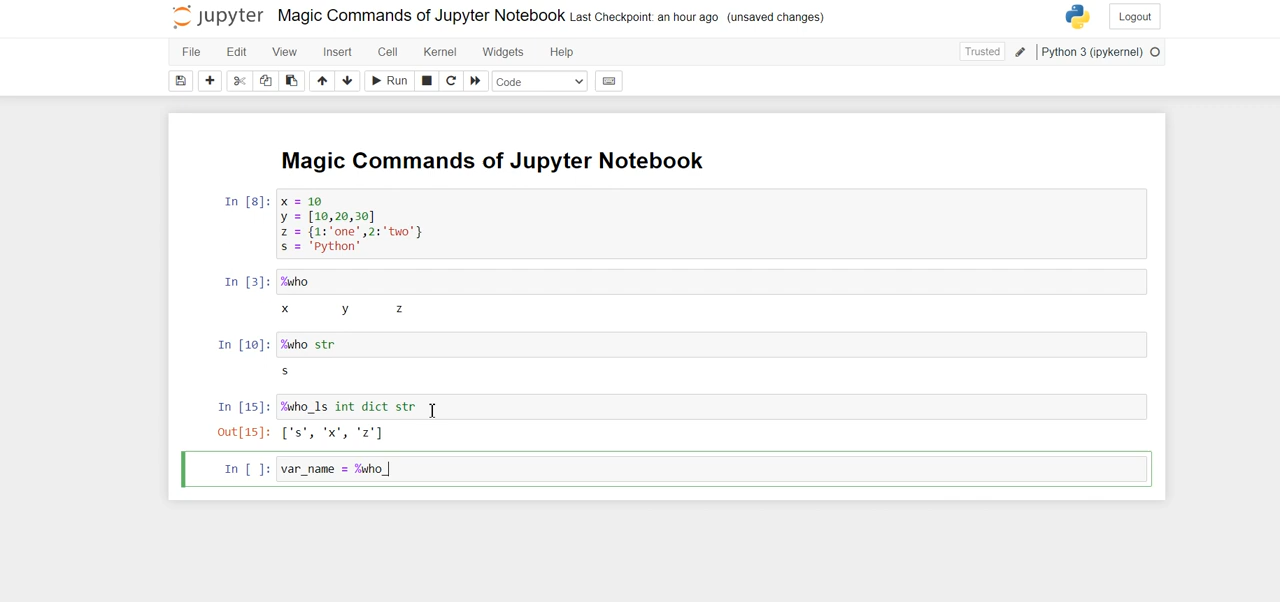 jupyter Magic Commands of Jupyter Notebook Last Checkpoint: an hour ago (unsaved changes) Logout
File Edit View Insert Cell Kernel Widgets Help Trusted Python 3 (ipykernel)
Run Code
Magic Commands of Jupyter Notebook
In [8]: x = 10
y = [10,20,30]
z = {1:'one',2:'two'}
s = 'Python'
In [3]: %who
x y z
In [10]: %who str
s
In [15]: %who_ls int dict str
Out[15]: ['s', 'x', 'z']
In [ ]: var_name = %who_